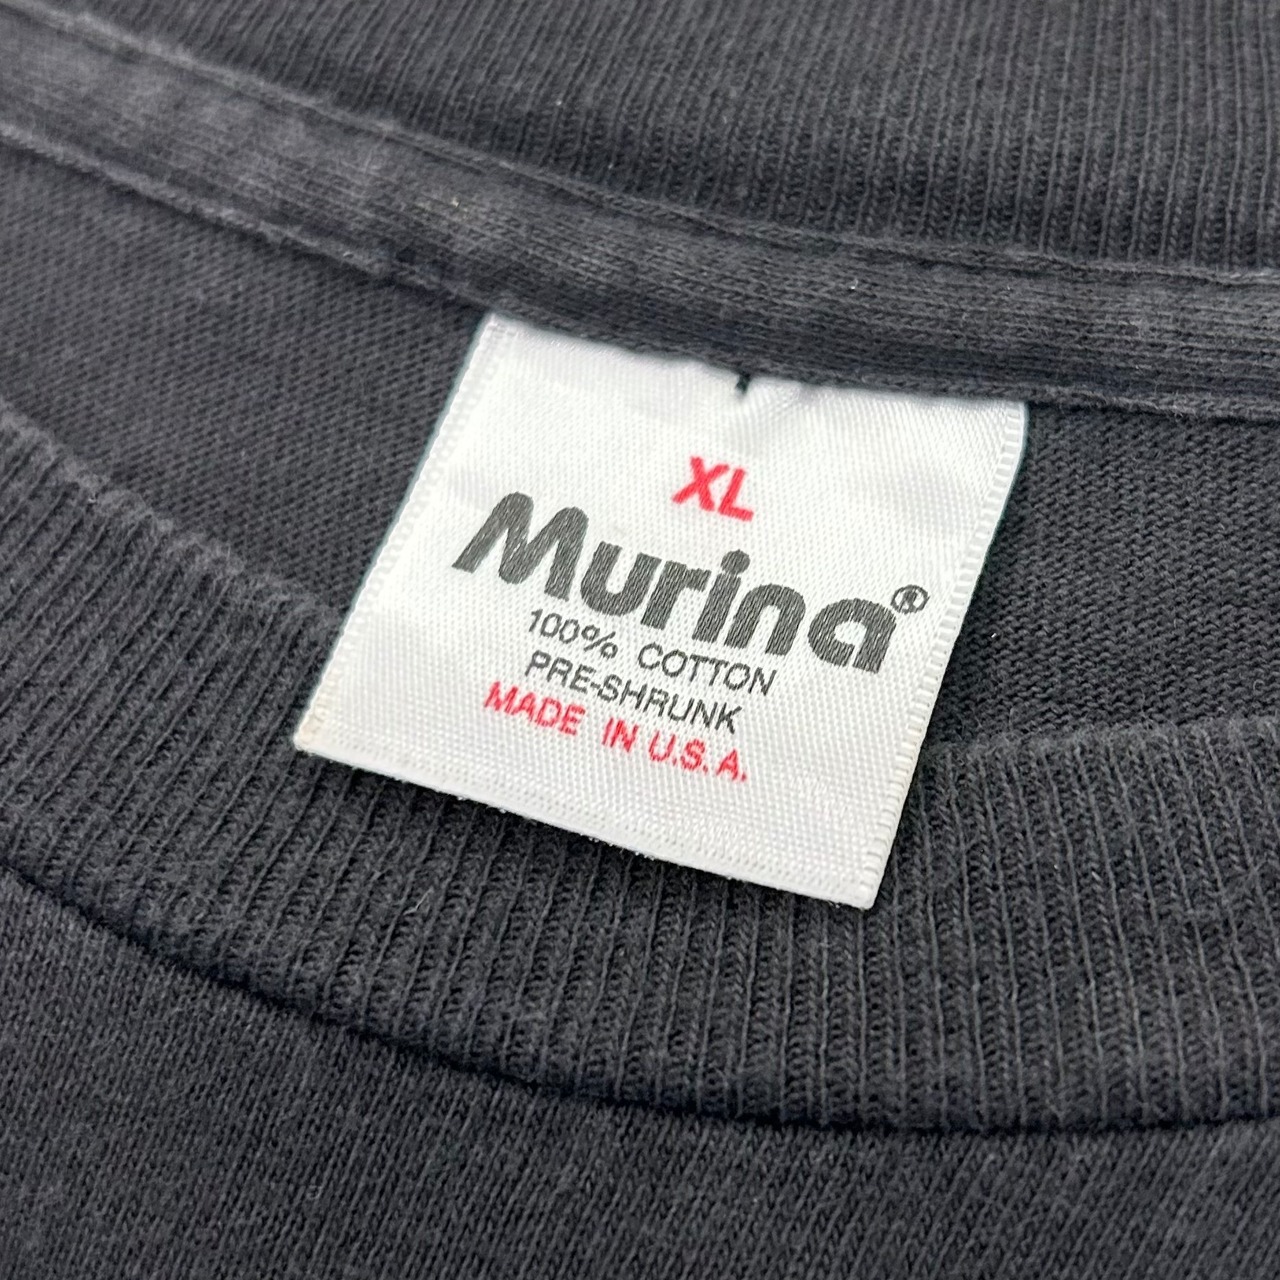 XL
Murina®
100% COTTON
PRE-SHRUNK
MADE IN U.S.A.